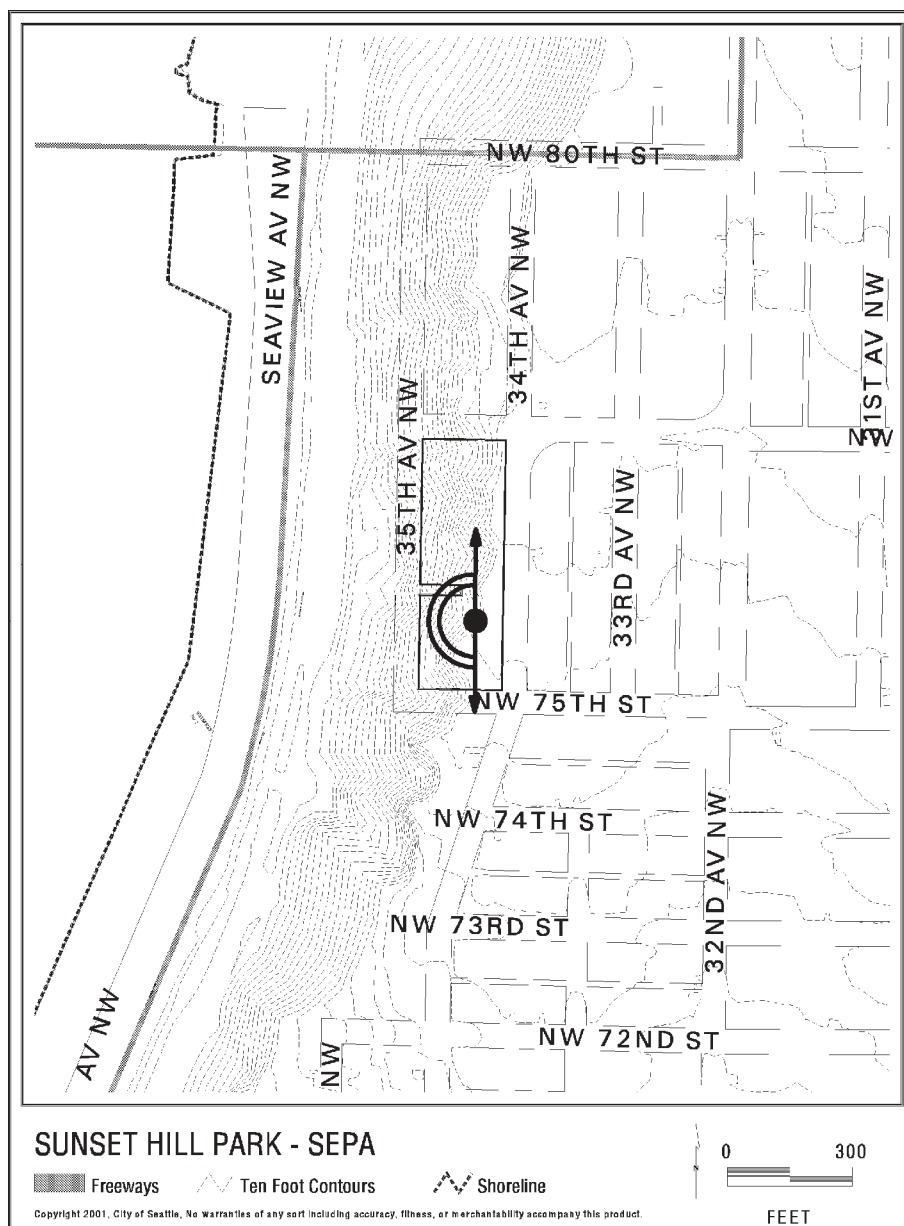 NW 80TH ST
SEAVIEW AV NW
34TH AV NW
31ST AV NW
NW
35TH AV NW
33RD AV NW
NW 75TH ST
NW 74TH ST
32ND AV NW
NW 73RD ST
AV NW
NW 72ND ST
NW
SUNSET HILL PARK - SEPA
Freeways
Ten Foot Contours
Shoreline
N
0 300
FEET
Copyright 2001, City of Seattle, No warranties of any sort including accuracy, fitness, or merchantability accompany this product.